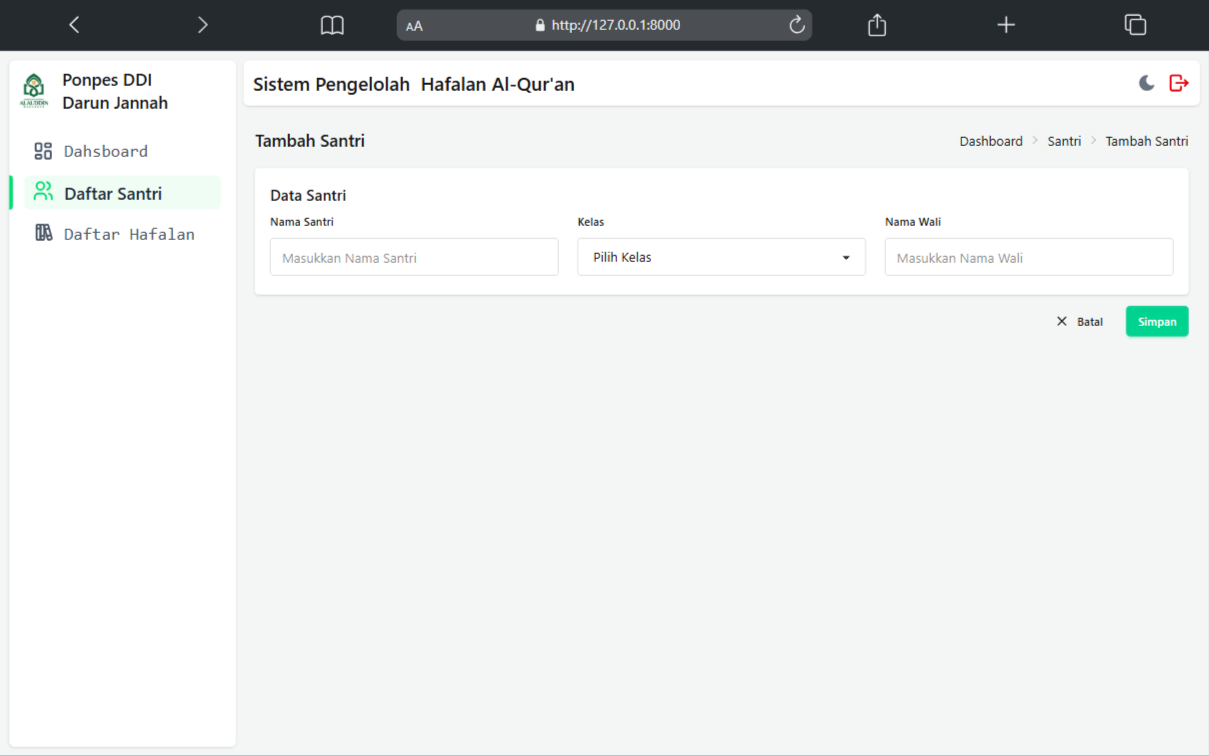 AA http://127.0.0.1:8000
Ponpes DDI
Darun Jannah
Sistem Pengelolah Hafalan Al-Qur'an
Dahsboard
Daftar Santri
Daftar Hafalan
Tambah Santri
Dashboard > Santri > Tambah Santri
Data Santri
Nama Santri Kelas Nama Wali
Masukkan Nama Santri Pilih Kelas Masukkan Nama Wali
Batal Simpan